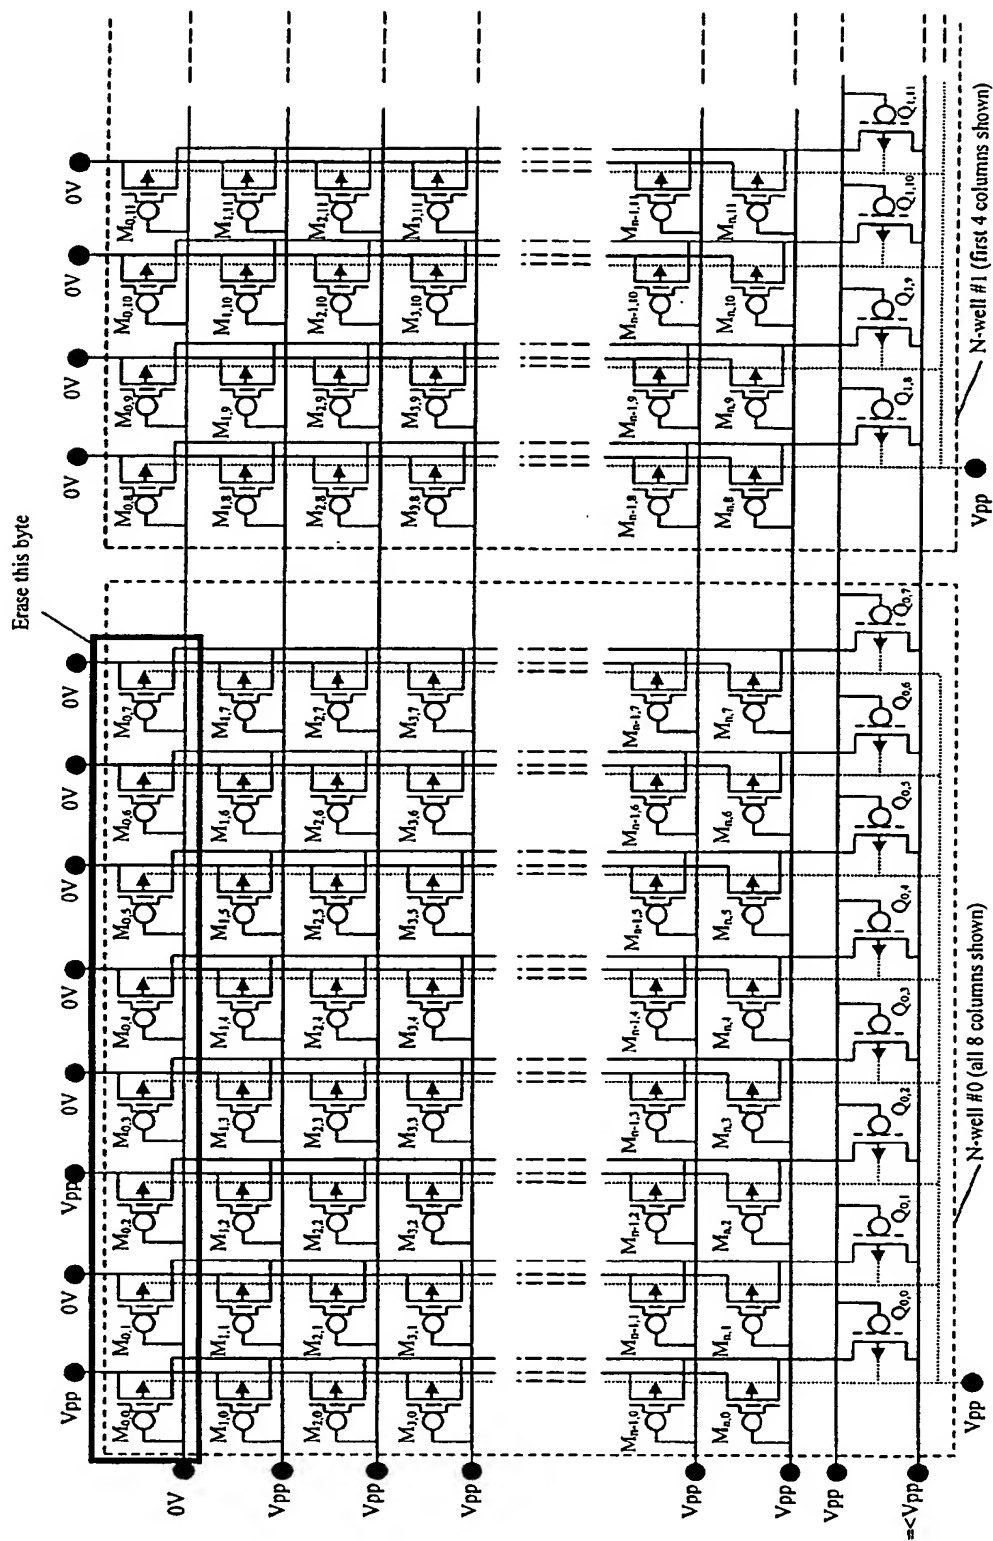 Erase this byte
Vpp 0V Vpp 0V 0V 0V 0V 0V 0V 0V 0V 0V
M0,0 M0,1 M0,2 M0,3 M0,4 M0,5 M0,6 M0,7 M0,8 M0,9 M0,10 M0,11
0V
M1,0 M1,1 M1,2 M1,3 M1,4 M1,5 M1,6 M1,7 M1,8 M1,9 M1,10 M1,11
Vpp
M2,0 M2,1 M2,2 M2,3 M2,4 M2,5 M2,6 M2,7 M2,8 M2,9 M2,10 M2,11
Vpp
M3,0 M3,1 M3,2 M3,3 M3,4 M3,5 M3,6 M3,7 M3,8 M3,9 M3,10 M3,11
Vpp
Mn-1,0 Mn-1,1 Mn-1,2 Mn-1,3 Mn-1,4 Mn-1,5 Mn-1,6 Mn-1,7 Mn-1,8 Mn-1,9 Mn-1,10 Mn-1,11
Vpp
Mn,0 Mn,1 Mn,2 Mn,3 Mn,4 Mn,5 Mn,6 Mn,7 Mn,8 Mn,9 Mn,10 Mn,11
Vpp
Vpp
Q0,0 Q0,1 Q0,2 Q0,3 Q0,4 Q0,5 Q0,6 Q0,7 Q1,8 Q1,9 Q1,10 Q1,11
=<Vpp
Vpp N-well #0 (all 8 columns shown) Vpp N-well #1 (first 4 columns shown)